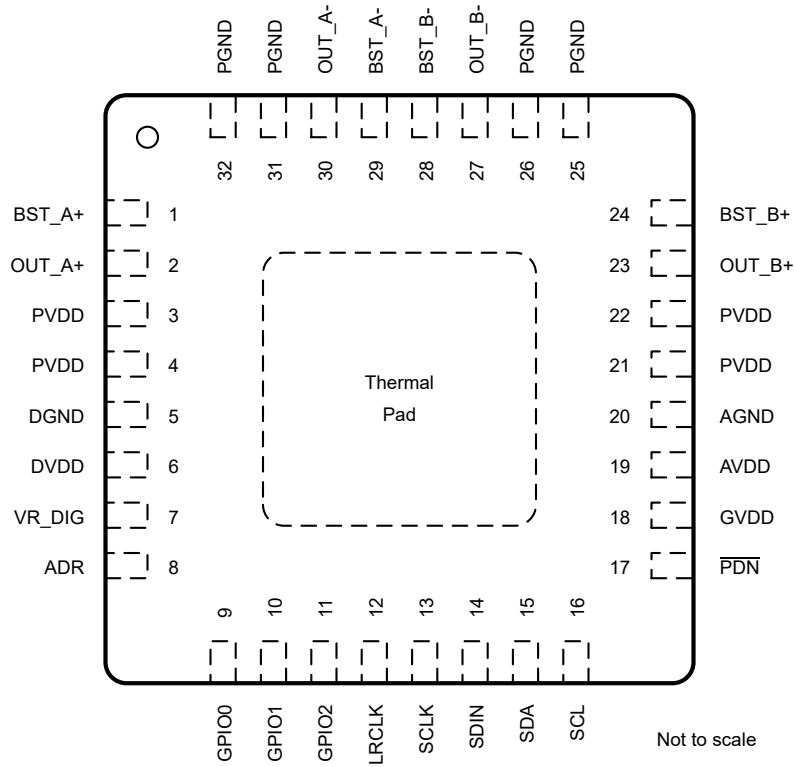 PGND
PGND
OUT_A-
BST_A-
BST_B-
OUT_B-
PGND
PGND
32
31
30
29
28
27
26
25
BST_A+ 1
OUT_A+ 2
PVDD 3
PVDD 4
DGND 5
DVDD 6
VR_DIG 7
ADR 8
Thermal
Pad
24 BST_B+
23 OUT_B+
22 PVDD
21 PVDD
20 AGND
19 AVDD
18 GVDD
17 PDN
9
10
11
12
13
14
15
16
GPIO0
GPIO1
GPIO2
LRCLK
SCLK
SDIN
SDA
SCL
Not to scale